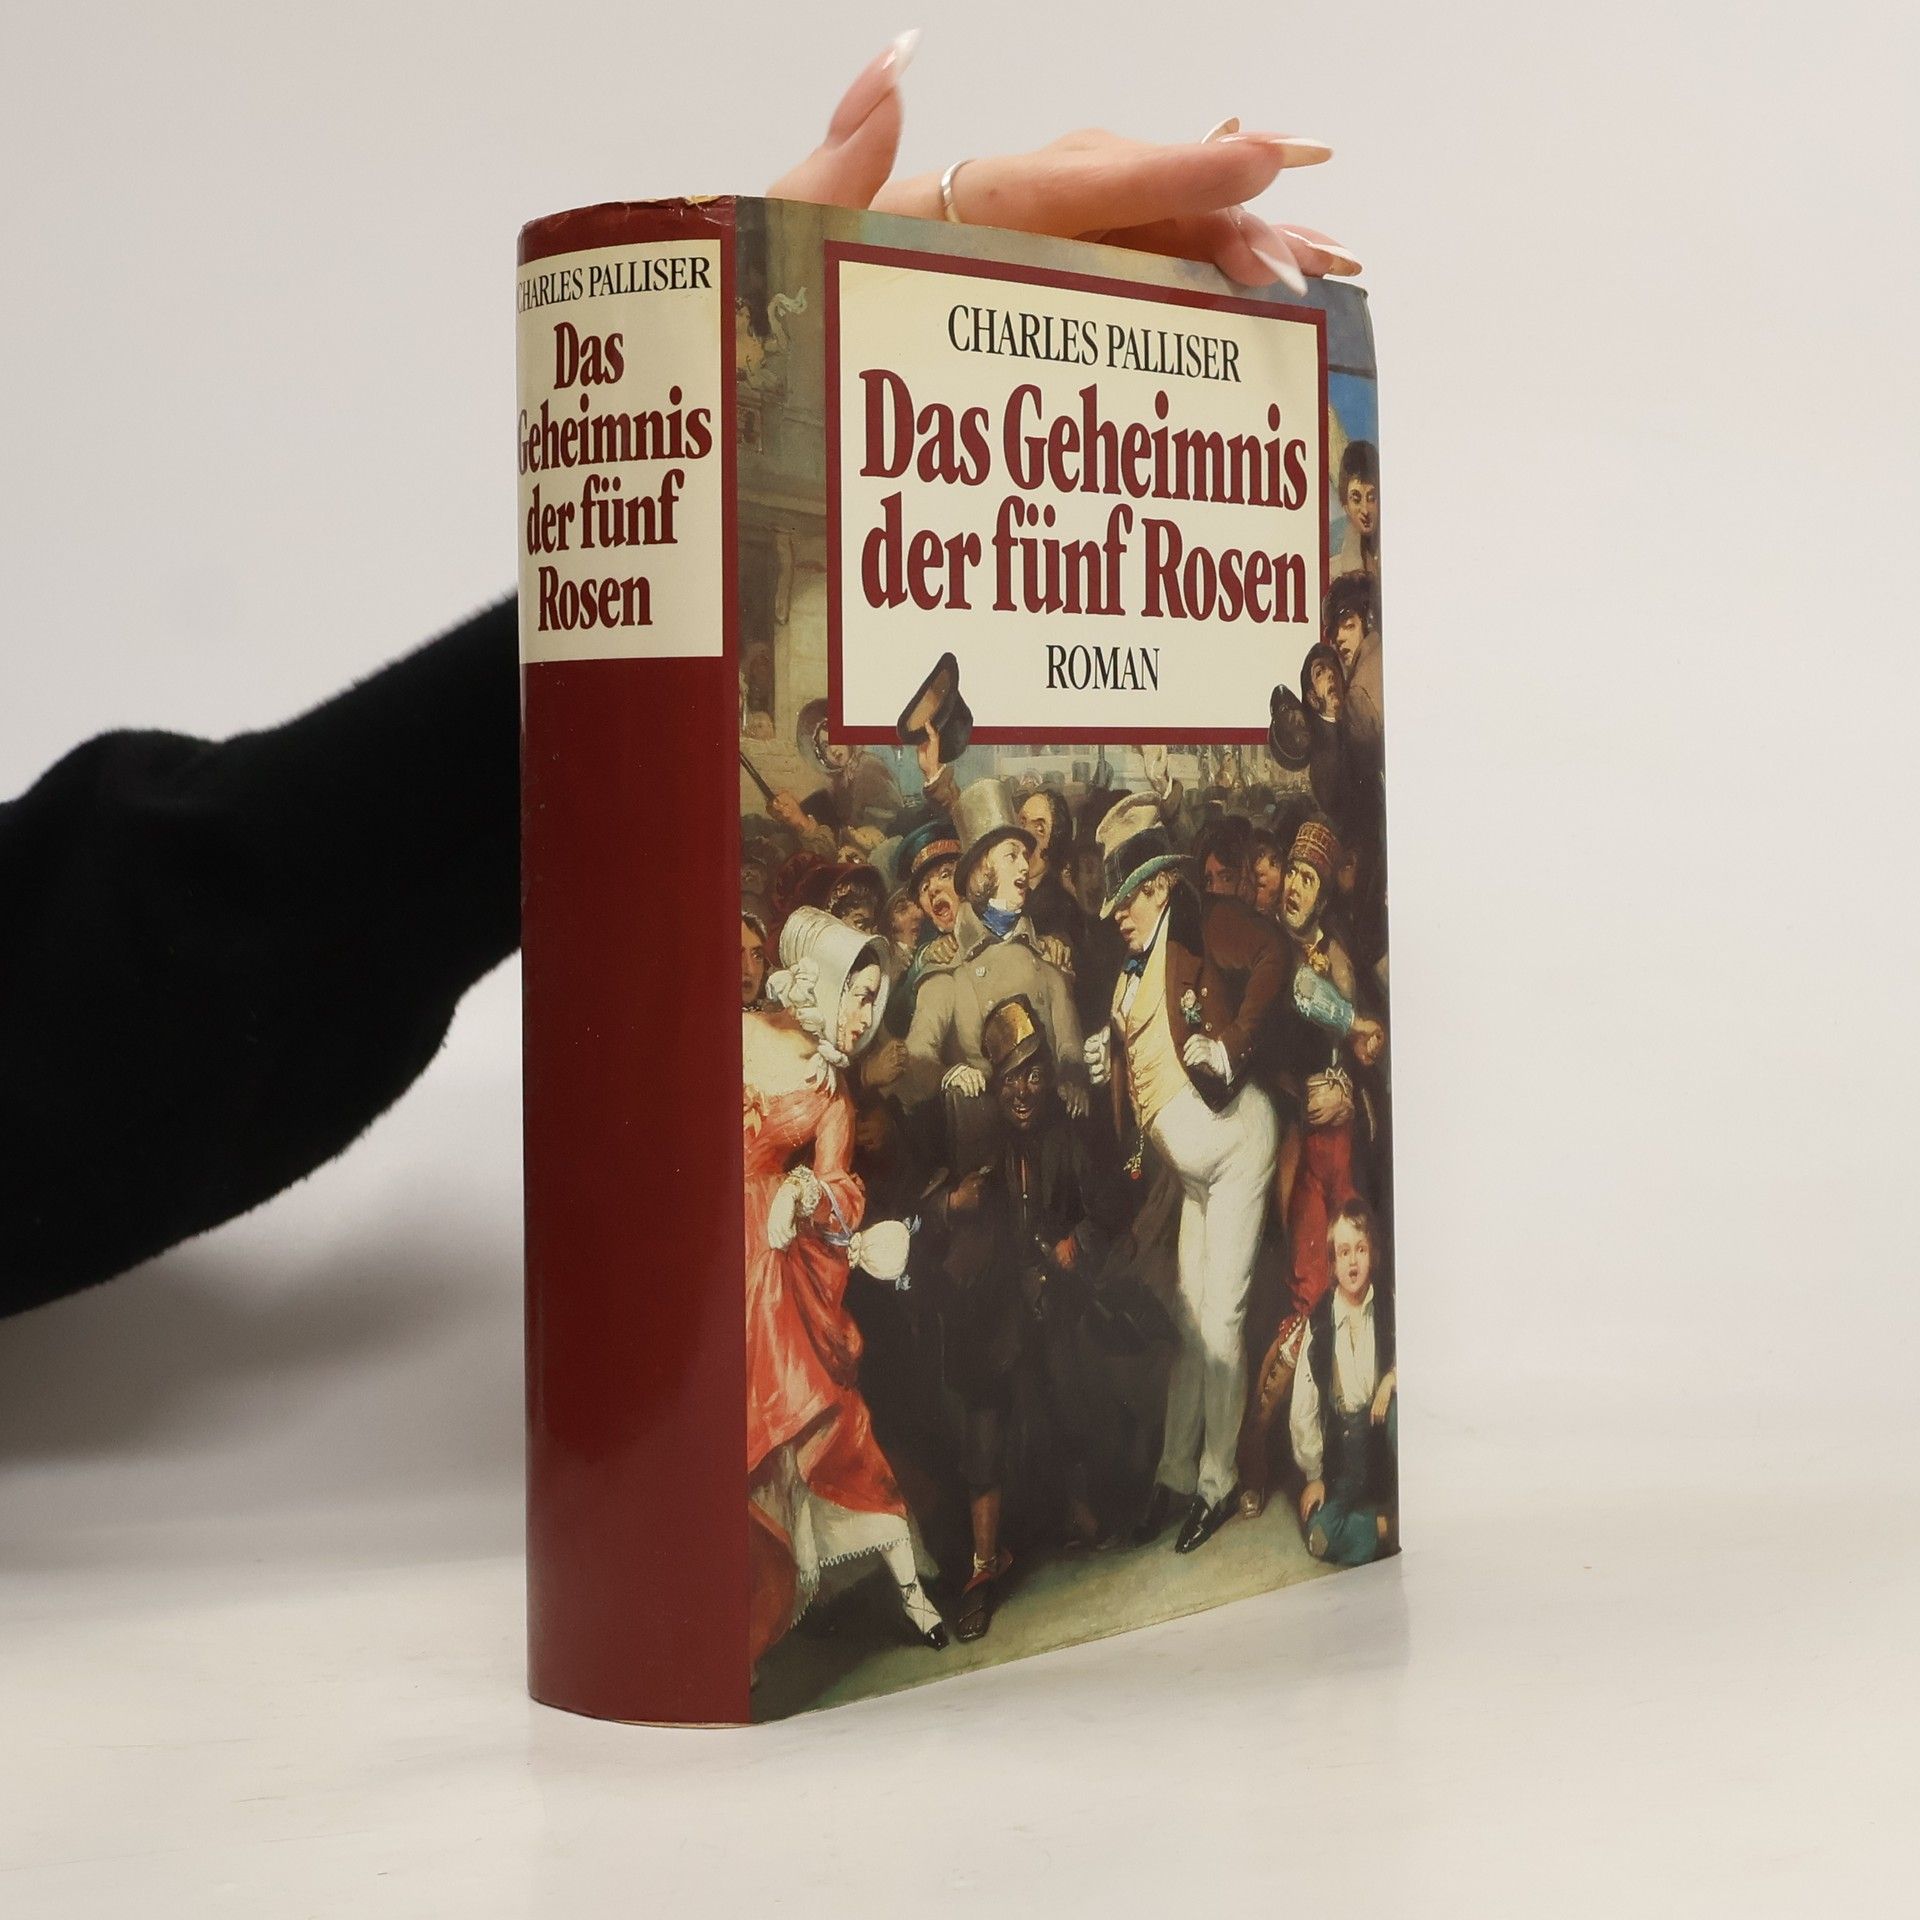 CHARLES PALLISER
Das
Geheimnis
der fünf
Rosen
CHARLES PALLISER
Das Geheimnis
der fünf Rosen
ROMAN